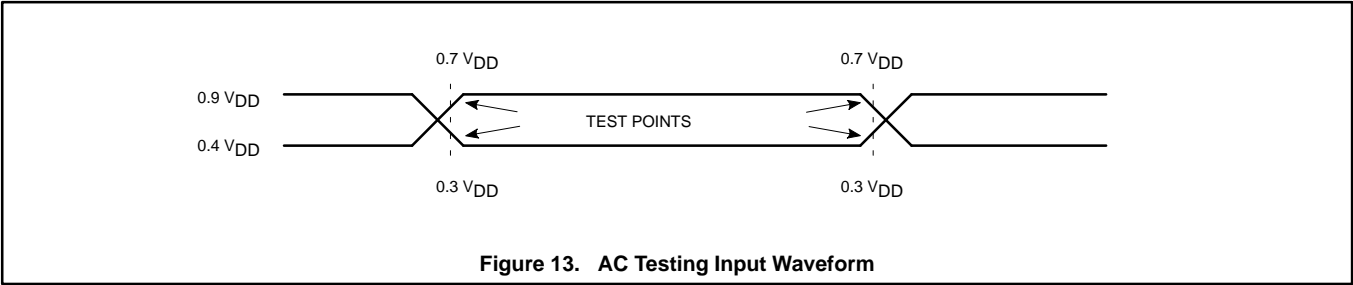 0.7 VDD 0.7 VDD
0.9 VDD
TEST POINTS
0.4 VDD
0.3 VDD 0.3 VDD
Figure 13. AC Testing Input Waveform